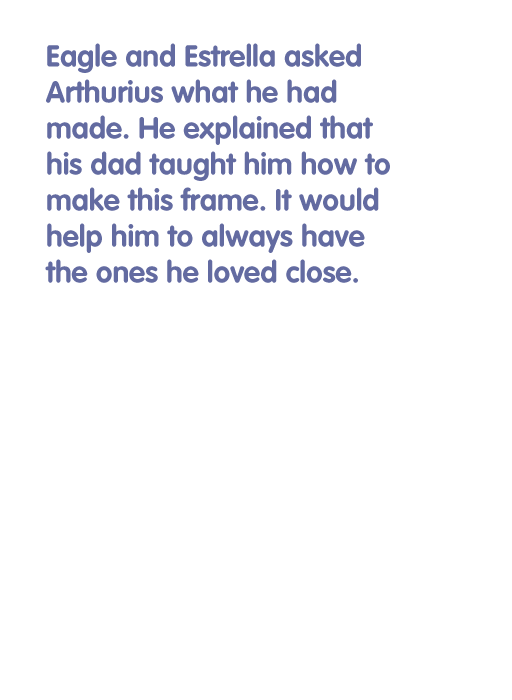 Eagle and Estrella asked
Arthurius what he had
made. He explained that
his dad taught him how to
make this frame. It would
help him to always have
the ones he loved close.